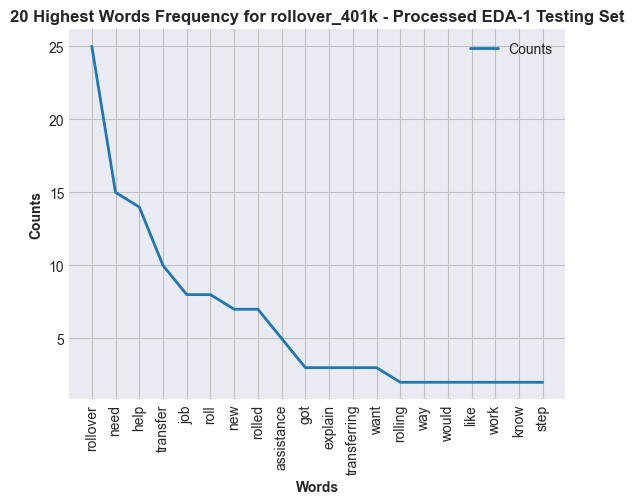 20 Highest Words Frequency for rollover_401k - Processed EDA-1 Testing Set
Counts
25
20
15
10
5
Counts
rollover
need
help
transfer
job
roll
new
rolled
assistance
got
explain
transferring
want
rolling
way
would
like
work
know
step
Words